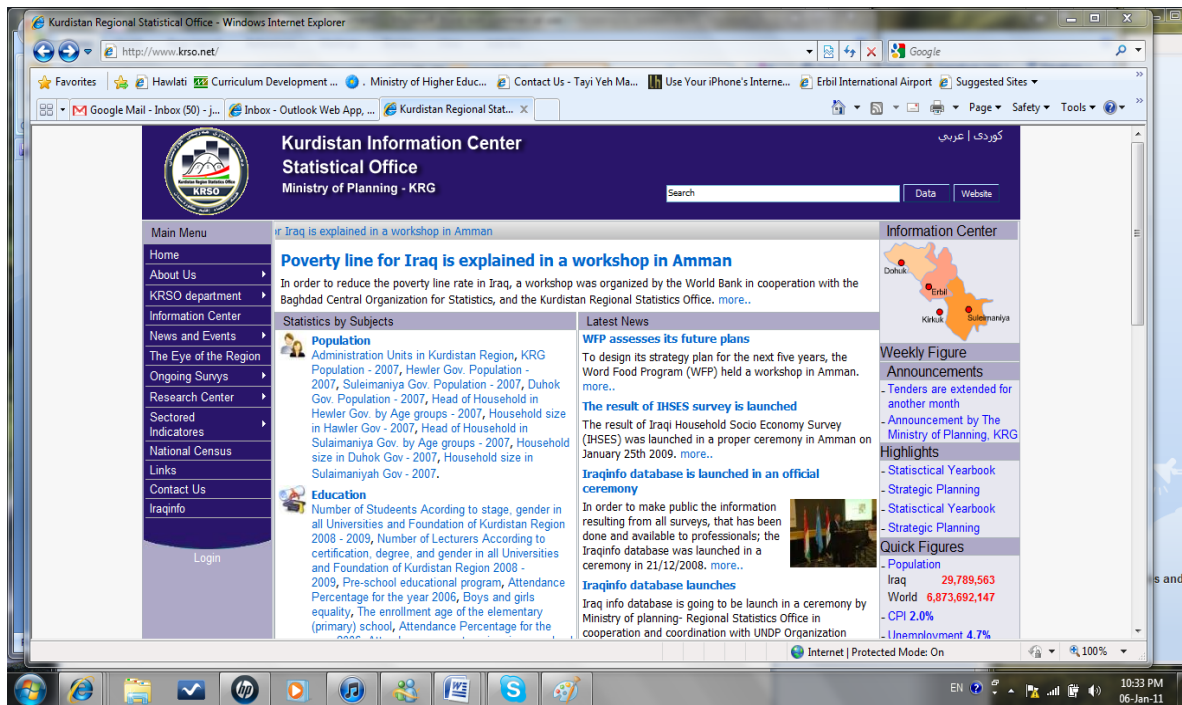 Kurdistan Regional Statistical Office - Windows Internet Explorer
http://www.krso.net/
Google
Favorites
Hawlati
Curriculum Development ...
. Ministry of Higher Educ...
Contact Us - Tayi Yeh Ma...
Use Your iPhone's Interne...
Erbil International Airport
Suggested Sites
Google Mail - Inbox (50) - j...
Inbox - Outlook Web App, ...
Kurdistan Regional Stat...
Page
Safety
Tools
KRSO
Kurdistan Information Center
Statistical Office
Ministry of Planning - KRG
كوردی | عربي
Search
Data
Website
Main Menu
Home
About Us
KRSO department
Information Center
News and Events
The Eye of the Region
Ongoing Survys
Research Center
Sectored
Indicatores
National Census
Links
Contact Us
Iraqinfo
Login
r Iraq is explained in a workshop in Amman
Poverty line for Iraq is explained in a workshop in Amman
In order to reduce the poverty line rate in Iraq, a workshop was organized by the World Bank in cooperation with the
Baghdad Central Organization for Statistics, and the Kurdistan Regional Statistics Office. more..
Statistics by Subjects
Population
Administration Units in Kurdistan Region, KRG
Population - 2007, Hewler Gov. Population -
2007, Suleimaniya Gov. Population - 2007, Duhok
Gov. Population - 2007, Head of Household in
Hewler Gov. by Age groups - 2007, Household size
in Hawler Gov - 2007, Head of Household in
Sulaimaniya Gov. by Age groups - 2007, Household
size in Duhok Gov - 2007, Household size in
Sulaimaniyah Gov - 2007.
Education
Number of Studeents Acording to stage, gender in
all Universities and Foundation of Kurdistan Region
2008 - 2009, Number of Lecturers According to
certification, degree, and gender in all Universities
and Foundation of Kurdistan Region 2008 -
2009, Pre-school educational program, Attendance
Percentage for the year 2006, Boys and girls
equality, The enrollment age of the elementary
(primary) school, Attendance Percentage for the
Latest News
WFP assesses its future plans
To design its strategy plan for the next five years, the
Word Food Program (WFP) held a workshop in Amman.
more..
The result of IHSES survey is launched
The result of Iraqi Household Socio Economy Survey
(IHSES) was launched in a proper ceremony in Amman on
January 25th 2009. more..
Iraqinfo database is launched in an official
ceremony
In order to make public the information
resulting from all surveys, that has been
done and available to professionals; the
Iraqinfo database was launched in a
ceremony in 21/12/2008. more..
Iraqinfo database launches
Iraq info database is going to be launch in a ceremony by
Ministry of planning- Regional Statistics Office in
cooperation and coordination with UNDP Organization
Information Center
Dohuk
Erbil
Kirkuk
Suleimaniya
Weekly Figure
Announcements
- Tenders are extended for
another month
- Announcement by The
Ministry of Planning, KRG
Highlights
- Statisctical Yearbook
- Strategic Planning
- Statisctical Yearbook
- Strategic Planning
Quick Figures
- Population
Iraq 29,789,563
World 6,873,692,147
- CPI 2.0%
- Unemployment 4.7%
s and
Internet | Protected Mode: On
100%
EN
10:33 PM
06-Jan-11